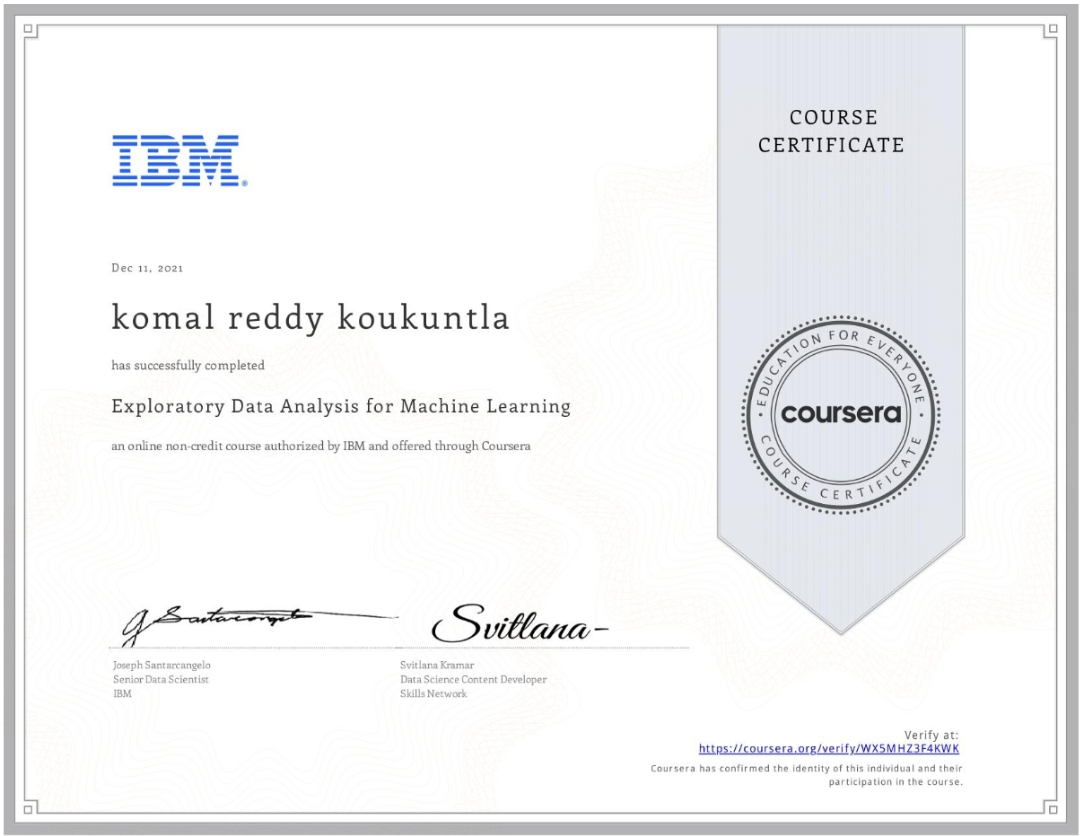 IBM®
COURSE
CERTIFICATE
Dec 11, 2021
komal reddy koukuntla
has successfully completed
Exploratory Data Analysis for Machine Learning
an online non-credit course authorized by IBM and offered through Coursera
EDUCATION FOR EVERYONE
coursera
COURSE CERTIFICATE
J Santarcangelo
Svitlana
Joseph Santarcangelo
Senior Data Scientist
IBM
Svitlana Kramar
Data Science Content Developer
Skills Network
Verify at:
https://coursera.org/verify/WX5MHZ3F4KWK
Coursera has confirmed the identity of this individual and their
participation in the course.